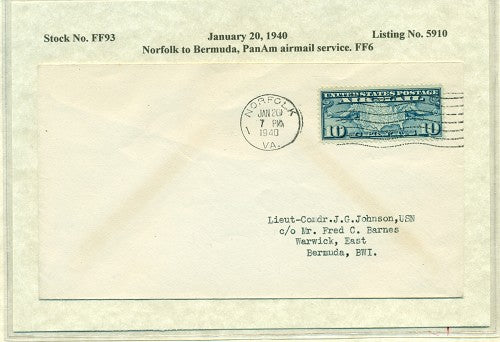 Stock No. FF93 January 20, 1940 Listing No. 5910
Norfolk to Bermuda, PanAm airmail service. FF6
NORFOLK
JAN 20
7 PM
1940
1
VA.
UNITED STATES POSTAGE
AIR MAIL
10 10
Lieut-Comdr.J.G.Johnson,USN
c/o Mr. Fred C. Barnes
Warwick, East
Bermuda, BWI.